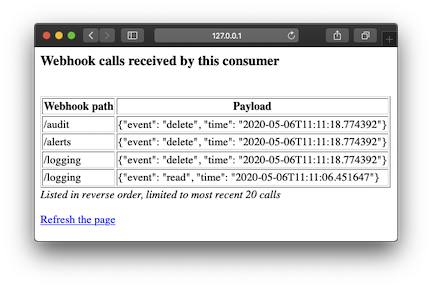 127.0.0.1
Webhook calls received by this consumer
Webhook path Payload
/audit {"event": "delete", "time": "2020-05-06T11:11:18.774392"}
/alerts {"event": "delete", "time": "2020-05-06T11:11:18.774392"}
/logging {"event": "delete", "time": "2020-05-06T11:11:18.774392"}
/logging {"event": "read", "time": "2020-05-06T11:11:06.451647"}
Listed in reverse order, limited to most recent 20 calls
Refresh the page